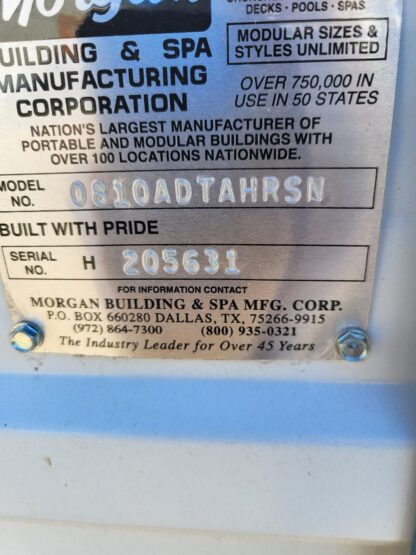 Morgan
DECKS · POOLS · SPAS
UILDING & SPA
MANUFACTURING
CORPORATION
MODULAR SIZES &
STYLES UNLIMITED
OVER 750,000 IN
USE IN 50 STATES
NATION'S LARGEST MANUFACTURER OF
PORTABLE AND MODULAR BUILDINGS WITH
OVER 100 LOCATIONS NATIONWIDE.
MODEL
NO. 0810ADTAHRSN
BUILT WITH PRIDE
SERIAL
NO. H 205631
FOR INFORMATION CONTACT
MORGAN BUILDING & SPA MFG. CORP.
P.O. BOX 660280 DALLAS, TX, 75266-9915
(972) 864-7300 (800) 935-0321
The Industry Leader for Over 45 Years